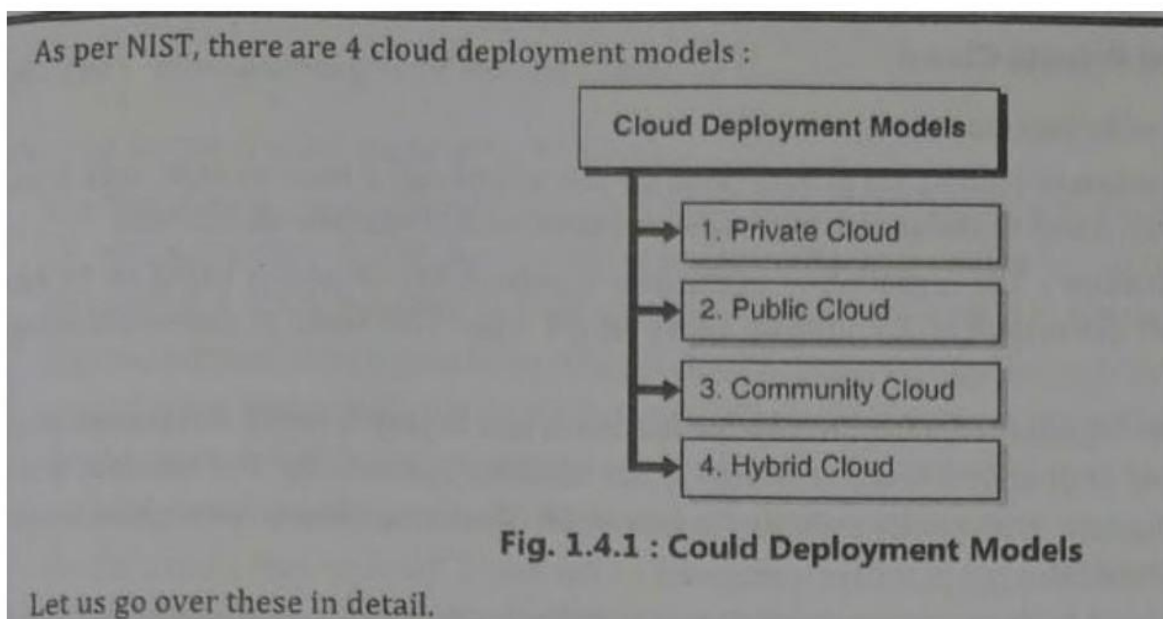 As per NIST, there are 4 cloud deployment models :
Cloud Deployment Models
1. Private Cloud
2. Public Cloud
3. Community Cloud
4. Hybrid Cloud
Fig. 1.4.1 : Could Deployment Models
Let us go over these in detail.